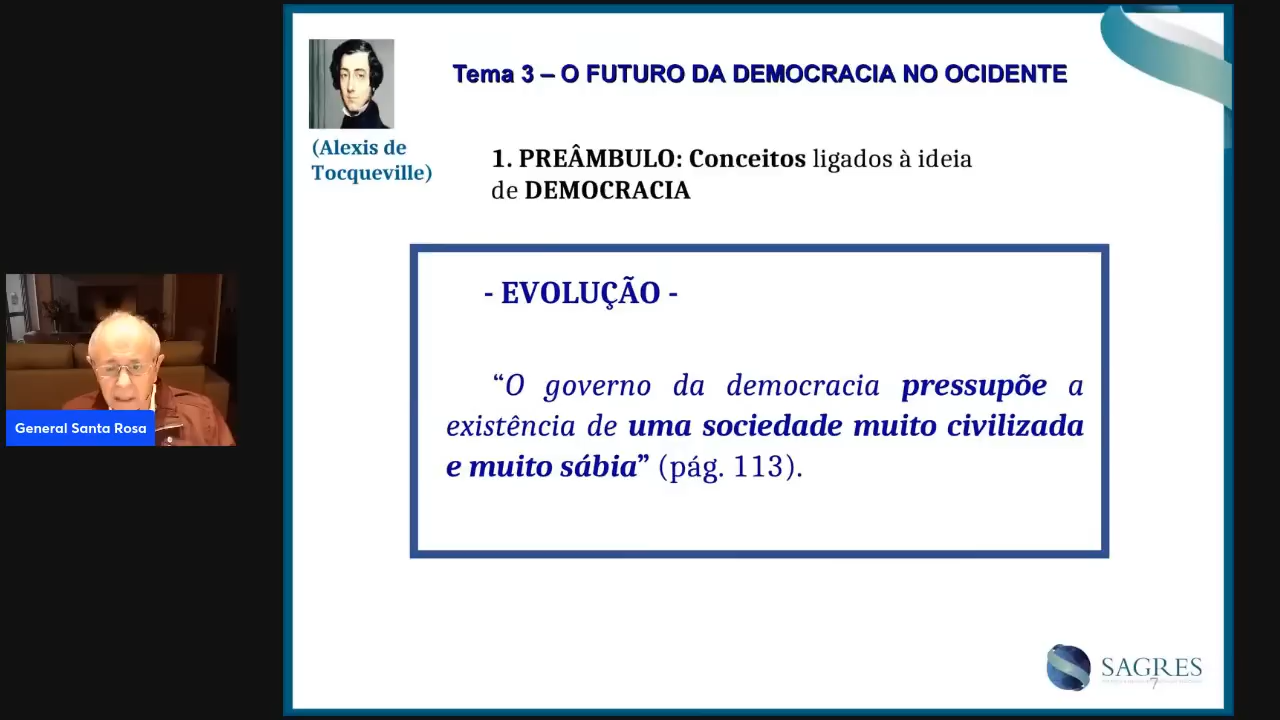 Tema 3 – O FUTURO DA DEMOCRACIA NO OCIDENTE
(Alexis de
Tocqueville)
1. PREÂMBULO: Conceitos ligados à ideia
de DEMOCRACIA
- EVOLUÇÃO -
“O governo da democracia pressupõe a
existência de uma sociedade muito civilizada
e muito sábia” (pág. 113).
General Santa Rosa
SAGRES
7